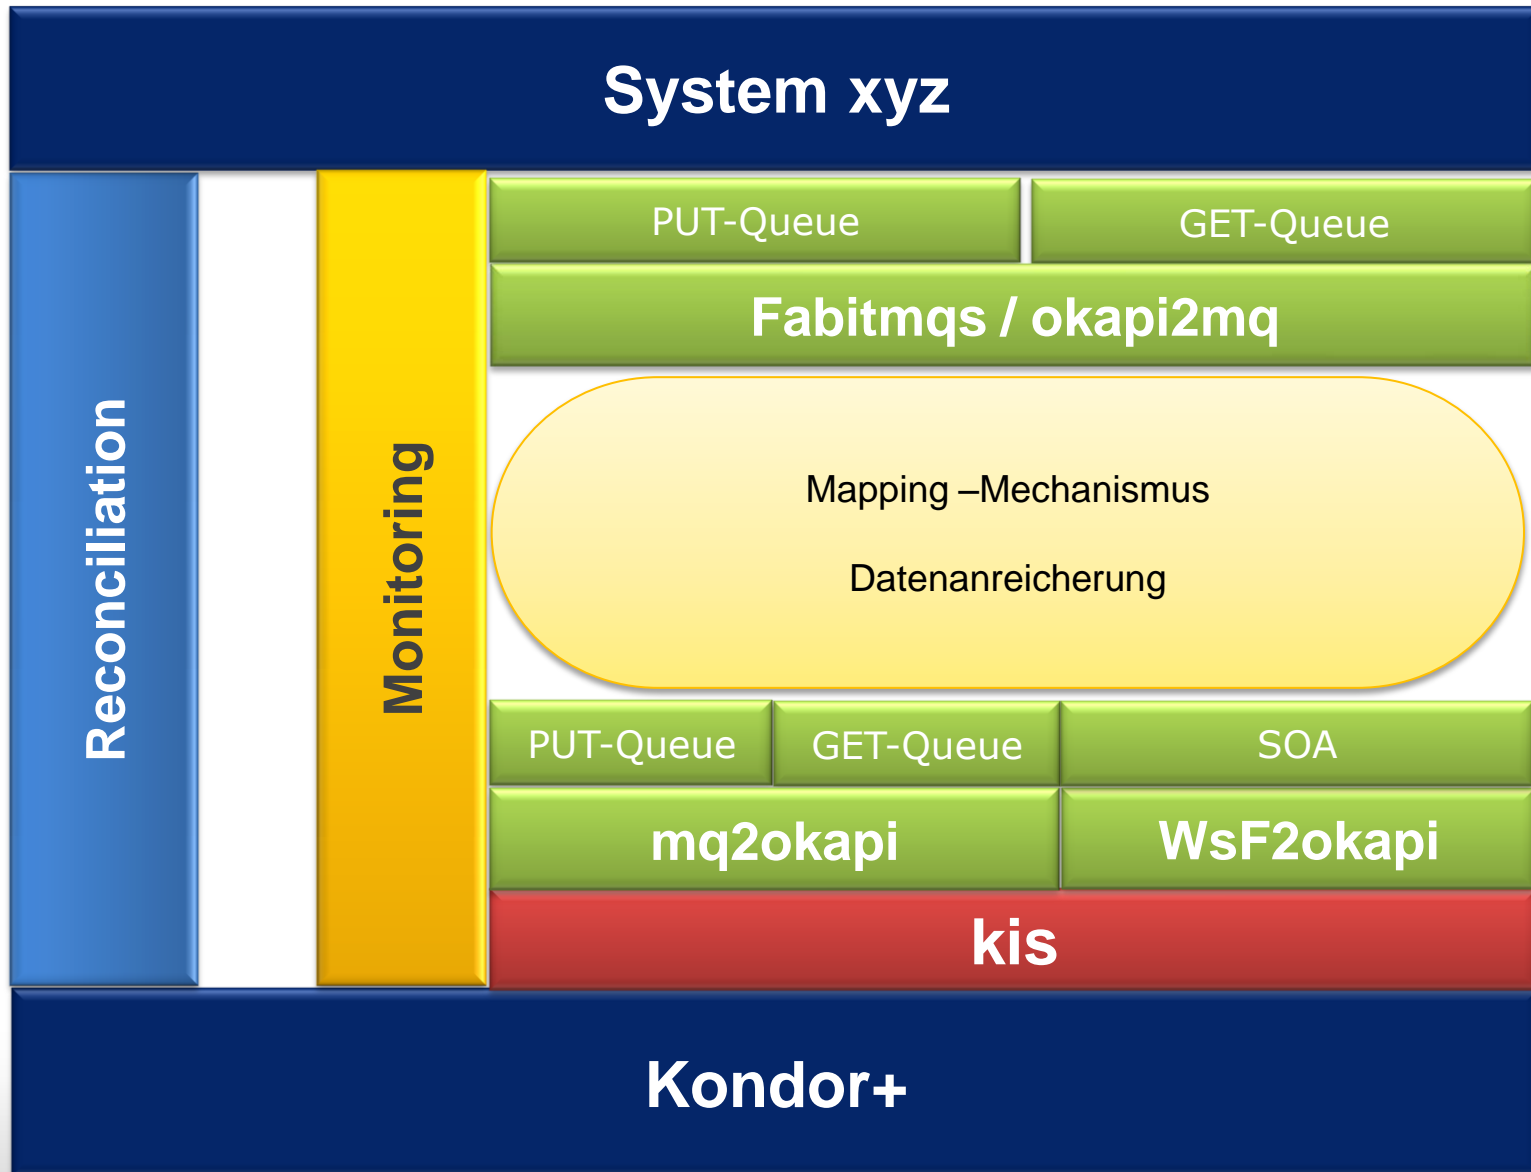 System xyz
Reconciliation
Monitoring
PUT-Queue
GET-Queue
Fabitmqs / okapi2mq
Mapping –Mechanismus
Datenanreicherung
PUT-Queue
GET-Queue
SOA
mq2okapi
WsF2okapi
kis
Kondor+